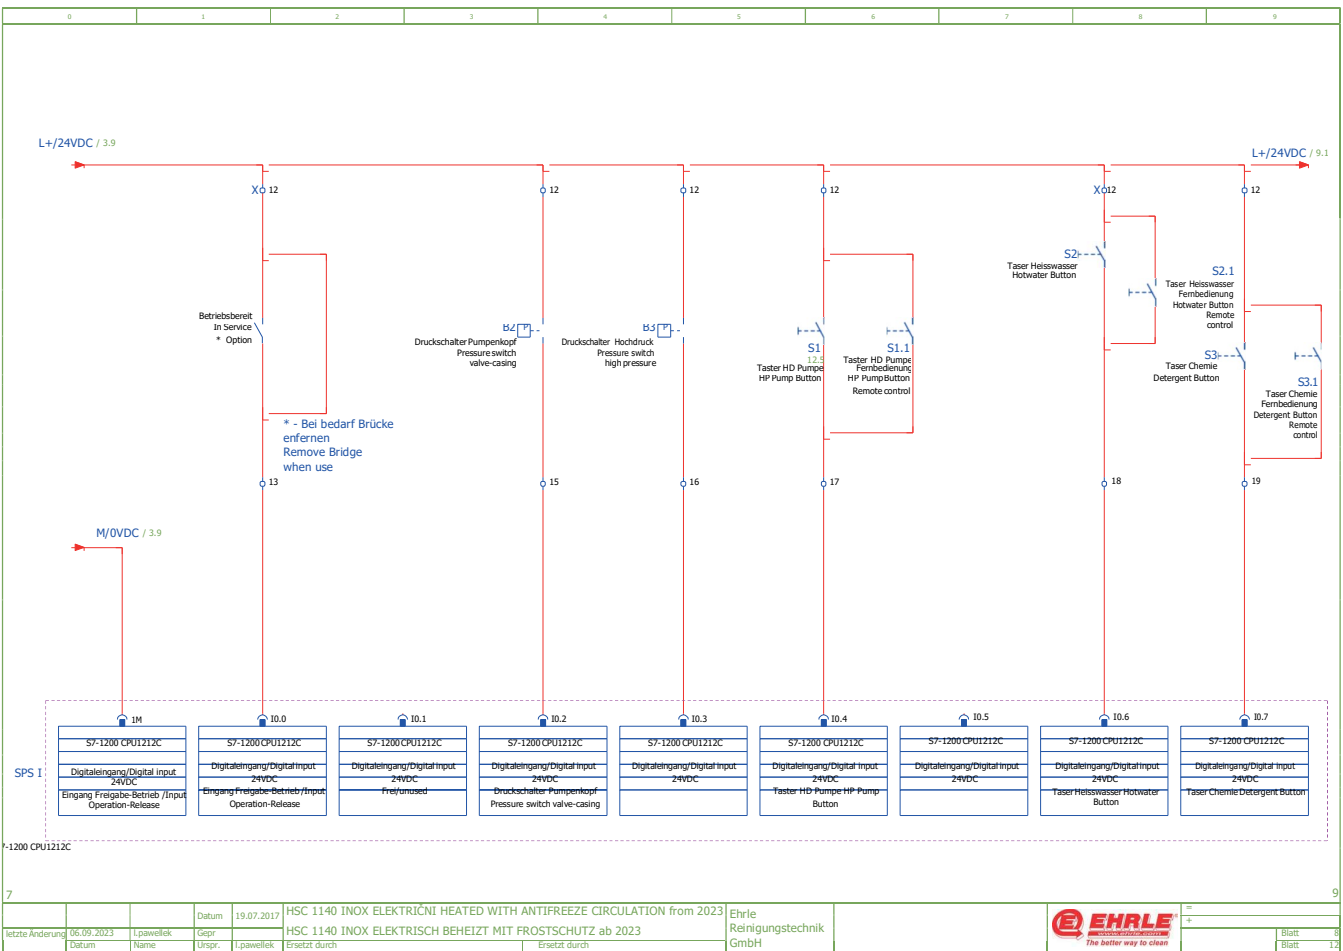 0 1 2 3 4 5 6 7 8 9
L+/24VDC / 3.9
L+/24VDC / 9.1
X 12
12
12
12
X 12
12
Betriebsbereit
In Service
* Option
* - Bei bedarf Brücke
enfernen
Remove Bridge
when use
B2 P
Druckschalter Pumpenkopf
Pressure switch
valve-casing
B3 P
Druckschalter Hochdruck
Pressure switch
high pressure
S1
12.5
Taster HD Pumpe
HP Pump Button
S1.1
Taster HD Pumpe
Fernbedienung
HP Pump Button
Remote control
S2
Taser Heisswasser
Hotwater Button
S2.1
Taser Heisswasser
Fernbedienung
Hotwater Button
Remote
control
S3
Taser Chemie
Detergent Button
S3.1
Taser Chemie
Fernbedienung
Detergent Button
Remote
control
13
15
16
17
18
19
M/0VDC / 3.9
SPS I
1M
S7-1200 CPU1212C
Digitaleingang/Digital input
24VDC
Eingang Freigabe-Betrieb /Input
Operation-Release
I0.0
S7-1200 CPU1212C
Digitaleingang/Digital input
24VDC
Eingang Freigabe-Betrieb /Input
Operation-Release
I0.1
S7-1200 CPU1212C
Digitaleingang/Digital input
24VDC
Frei/unused
I0.2
S7-1200 CPU1212C
Digitaleingang/Digital input
24VDC
Druckschalter Pumpenkopf
Pressure switch valve-casing
I0.3
S7-1200 CPU1212C
Digitaleingang/Digital input
24VDC
I0.4
S7-1200 CPU1212C
Digitaleingang/Digital input
24VDC
Taster HD Pumpe HP Pump
Button
I0.5
S7-1200 CPU1212C
Digitaleingang/Digital input
24VDC
I0.6
S7-1200 CPU1212C
Digitaleingang/Digital input
24VDC
Taser Heisswasser Hotwater
Button
I0.7
S7-1200 CPU1212C
Digitaleingang/Digital input
24VDC
Taser Chemie Detergent Button
7-1200 CPU1212C
7
9
letzte Änderung 06.09.2023 I.pawellek
Datum Name
Datum 19.07.2017
Gepr
Urspr. I.pawellek
HSC 1140 INOX ELEKTRIČNI HEATED WITH ANTIFREEZE CIRCULATION from 2023
HSC 1140 INOX ELEKTRISCH BEHEIZT MIT FROSTSCHUTZ ab 2023
Ersetzt durch Ersetzt durch
Ehrle
Reinigungstechnik
GmbH
EHRLE
www.ehrle.com
The better way to clean
=
+
Blatt 8
Blatt 12